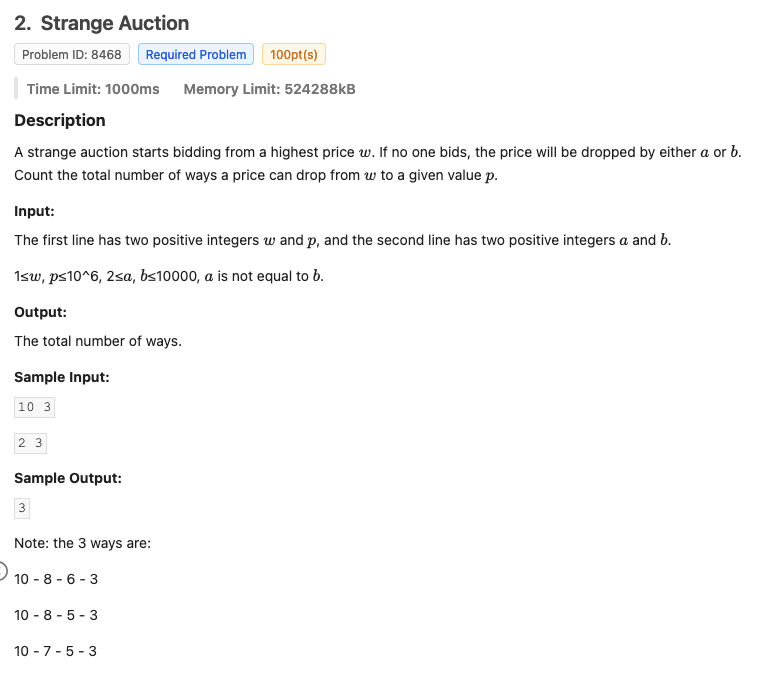 2. Strange Auction
Problem ID: 8468 Required Problem 100pt(s)
Time Limit: 1000ms Memory Limit: 524288kB
Description
A strange auction starts bidding from a highest price w. If no one bids, the price will be dropped by either a or b.
Count the total number of ways a price can drop from w to a given value p.
Input:
The first line has two positive integers w and p, and the second line has two positive integers a and b.
1≤w, p≤10^6, 2≤a, b≤10000, a is not equal to b.
Output:
The total number of ways.
Sample Input:
10 3
2 3
Sample Output:
3
Note: the 3 ways are:
10 - 8 - 6 - 3
10 - 8 - 5 - 3
10 - 7 - 5 - 3